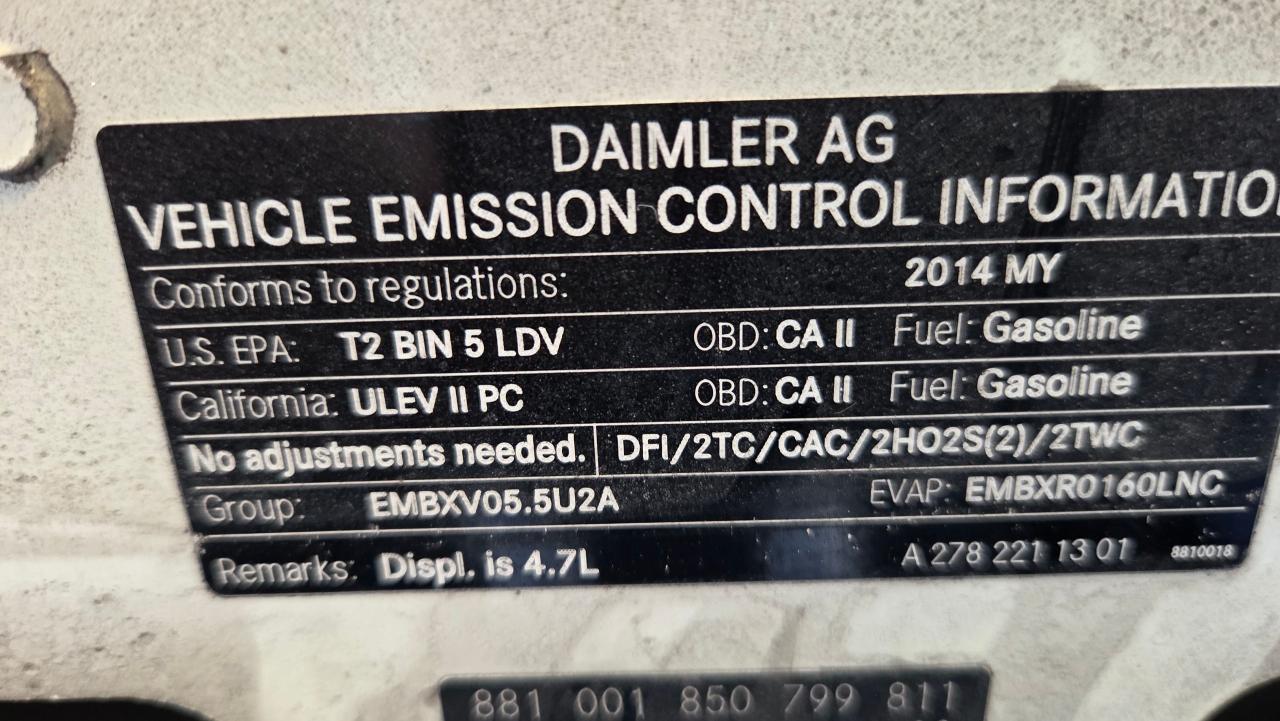 DAIMLER AG
VEHICLE EMISSION CONTROL INFORMATIO
Conforms to regulations: 2014 MY
U.S. EPA: T2 BIN 5 LDV OBD: CA II Fuel: Gasoline
California: ULEV II PC OBD: CA II Fuel: Gasoline
No adjustments needed. DFI/2TC/CAC/2HO2S(2)/2TWC
Group: EMBXV05.5U2A EVAP: EMBXR0160LNC
Remarks: Displ. is 4.7L A 278 221 13 01 8810018
881 001 850 799 811